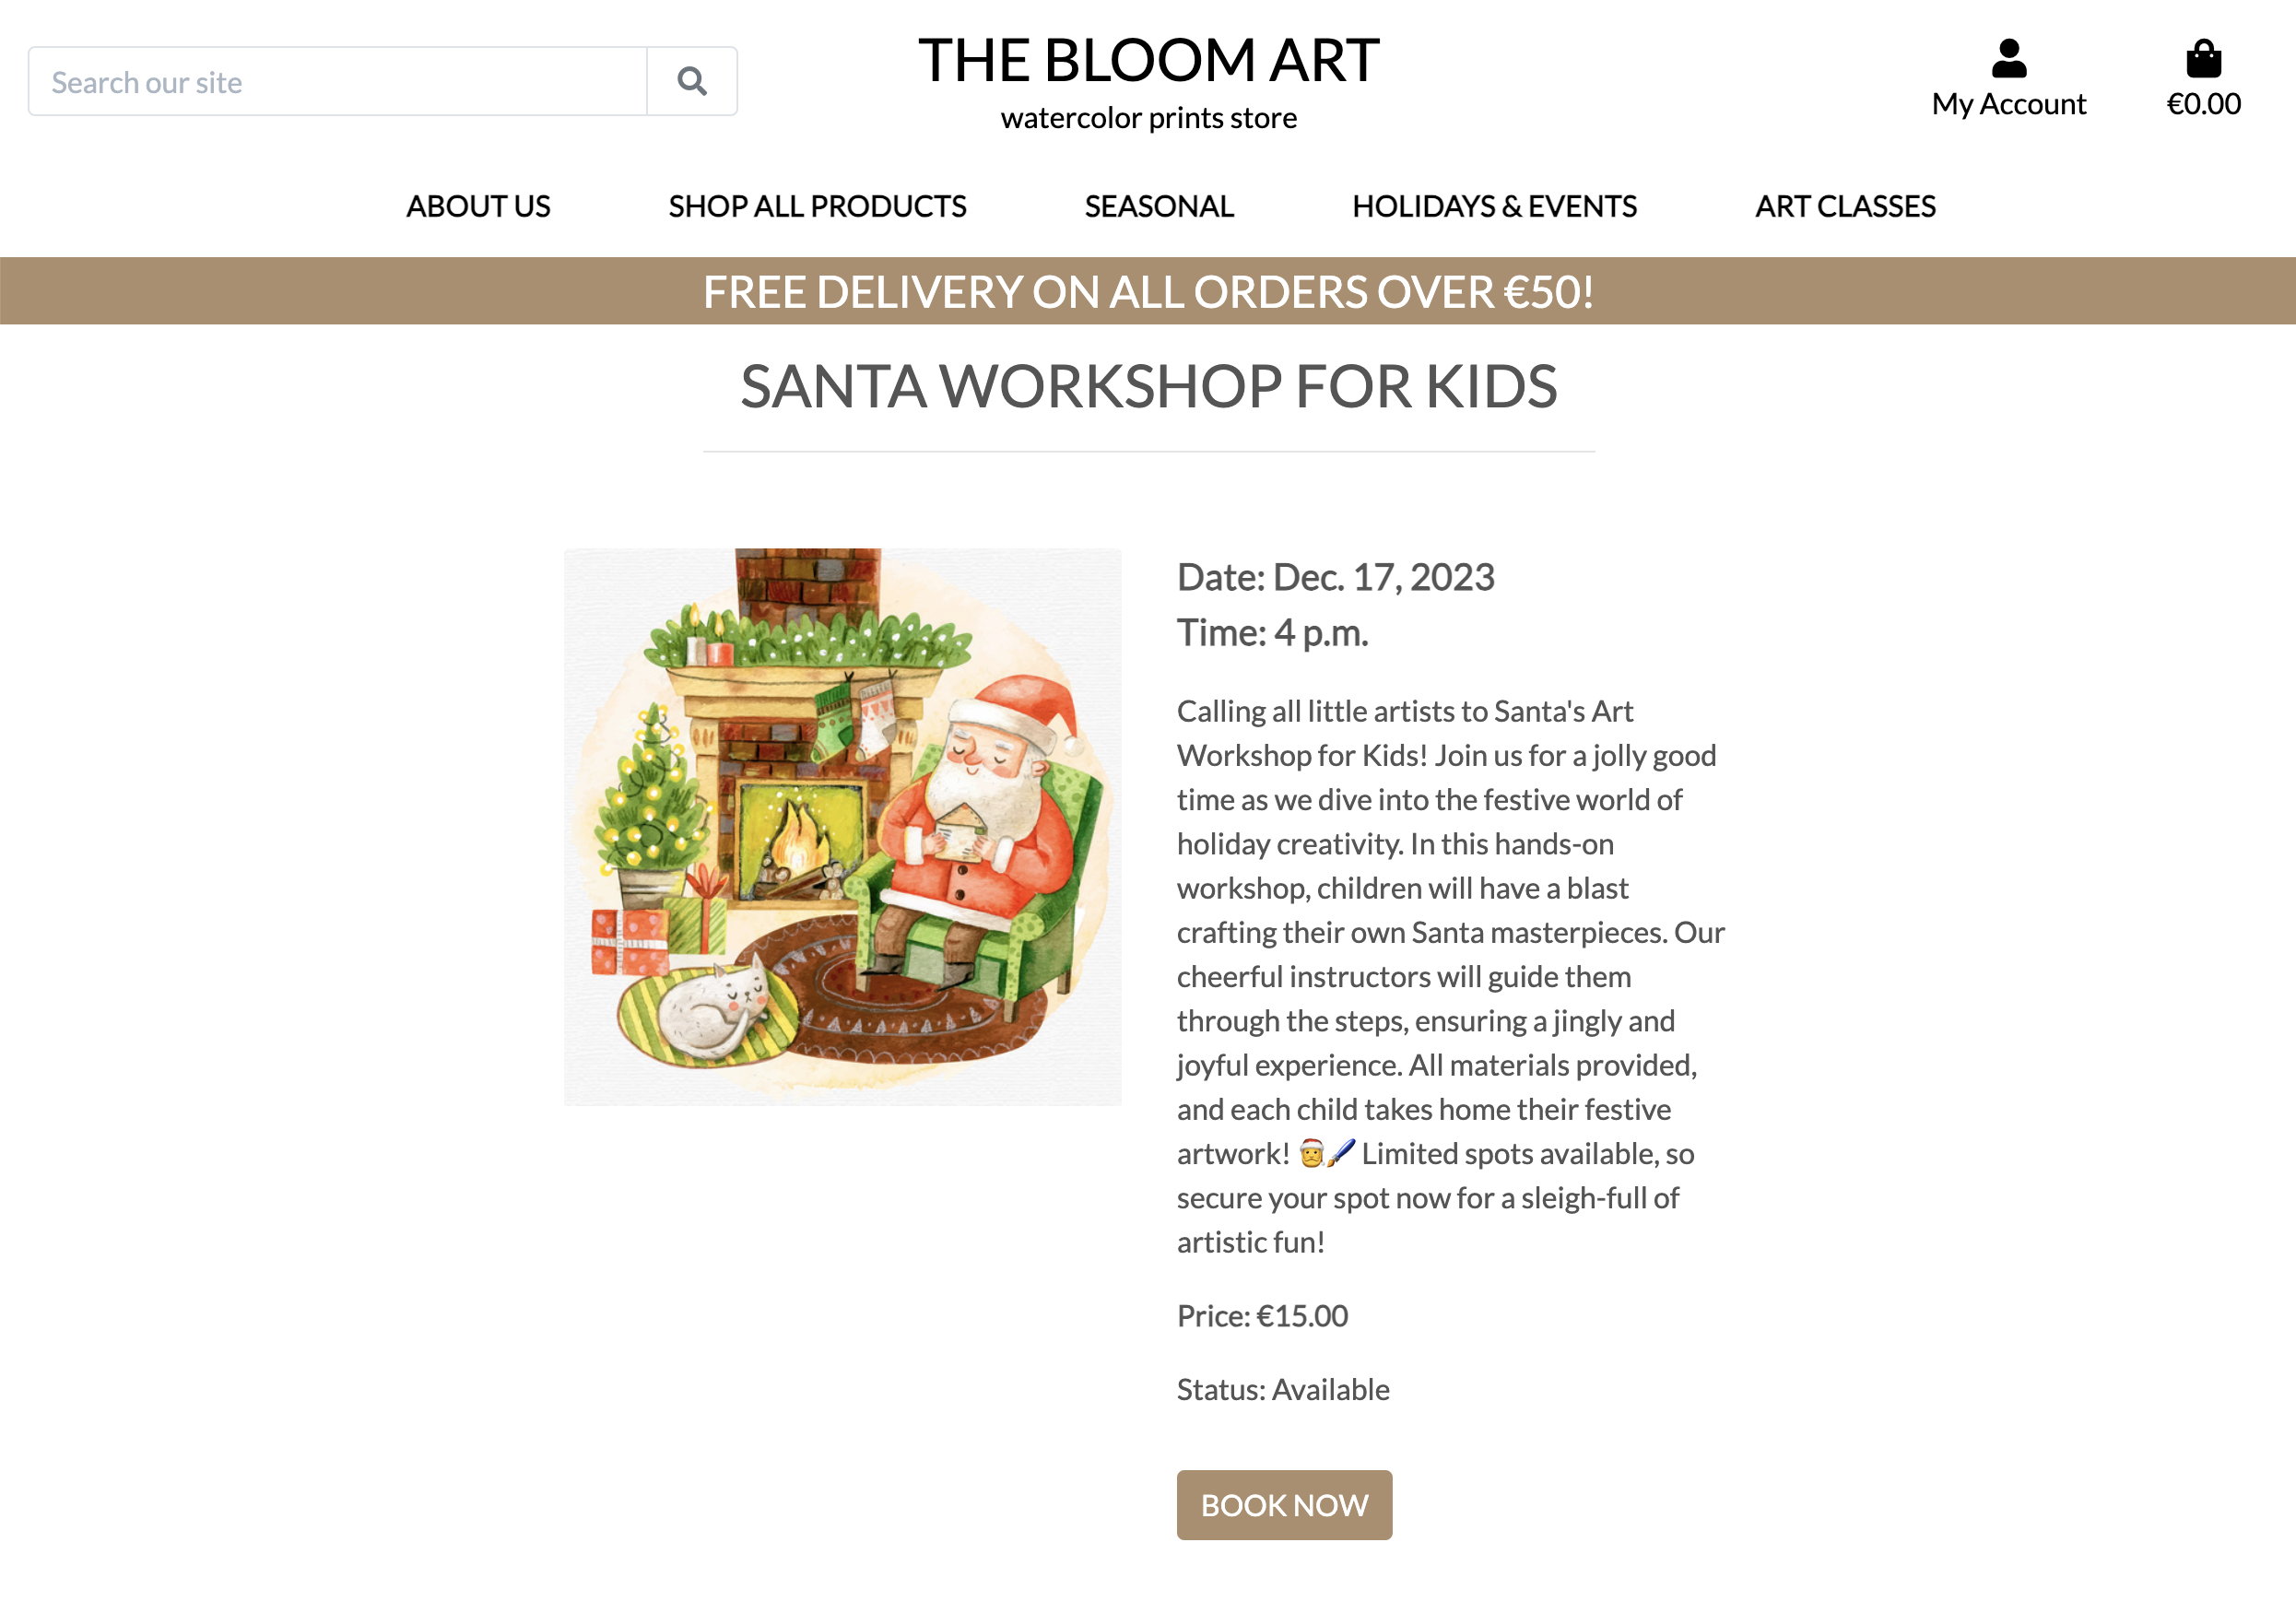 Search our site
THE BLOOM ART
watercolor prints store
My Account
€0.00
ABOUT US
SHOP ALL PRODUCTS
SEASONAL
HOLIDAYS & EVENTS
ART CLASSES
FREE DELIVERY ON ALL ORDERS OVER €50!
SANTA WORKSHOP FOR KIDS
Date: Dec. 17, 2023
Time: 4 p.m.
Calling all little artists to Santa's Art
Workshop for Kids! Join us for a jolly good
time as we dive into the festive world of
holiday creativity. In this hands-on
workshop, children will have a blast
crafting their own Santa masterpieces. Our
cheerful instructors will guide them
through the steps, ensuring a jingly and
joyful experience. All materials provided,
and each child takes home their festive
artwork! 🎅🖌️ Limited spots available, so
secure your spot now for a sleigh-full of
artistic fun!
Price: €15.00
Status: Available
BOOK NOW